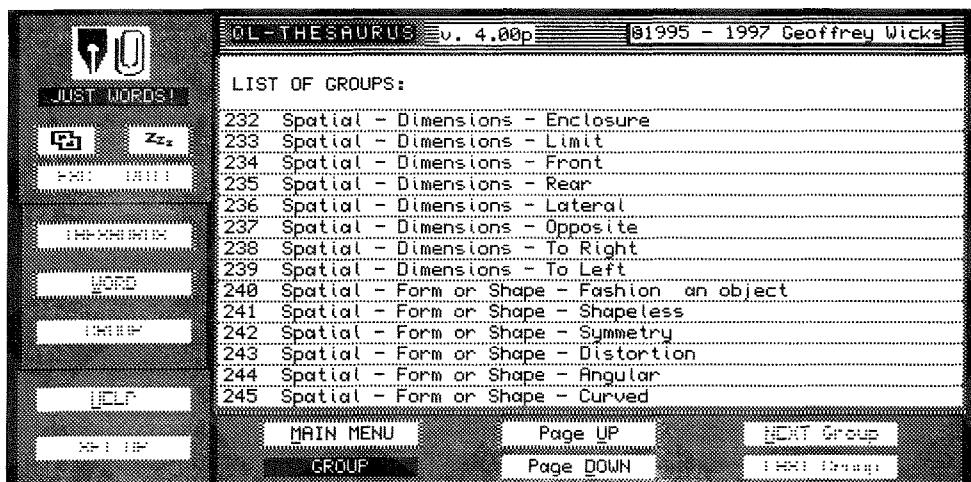 QL-THESAURUS v. 4.00p ©1995 - 1997 Geoffrey Wicks
JUST WORDS!
LIST OF GROUPS:
232 Spatial - Dimensions - Enclosure
233 Spatial - Dimensions - Limit
234 Spatial - Dimensions - Front
235 Spatial - Dimensions - Rear
236 Spatial - Dimensions - Lateral
237 Spatial - Dimensions - Opposite
238 Spatial - Dimensions - To Right
239 Spatial - Dimensions - To Left
240 Spatial - Form or Shape - Fashion an object
241 Spatial - Form or Shape - Shapeless
242 Spatial - Form or Shape - Symmetry
243 Spatial - Form or Shape - Distortion
244 Spatial - Form or Shape - Angular
245 Spatial - Form or Shape - Curved
Zzz
WORD
HELP
MAIN MENU Page UP NEXT Group
GROUP Page DOWN